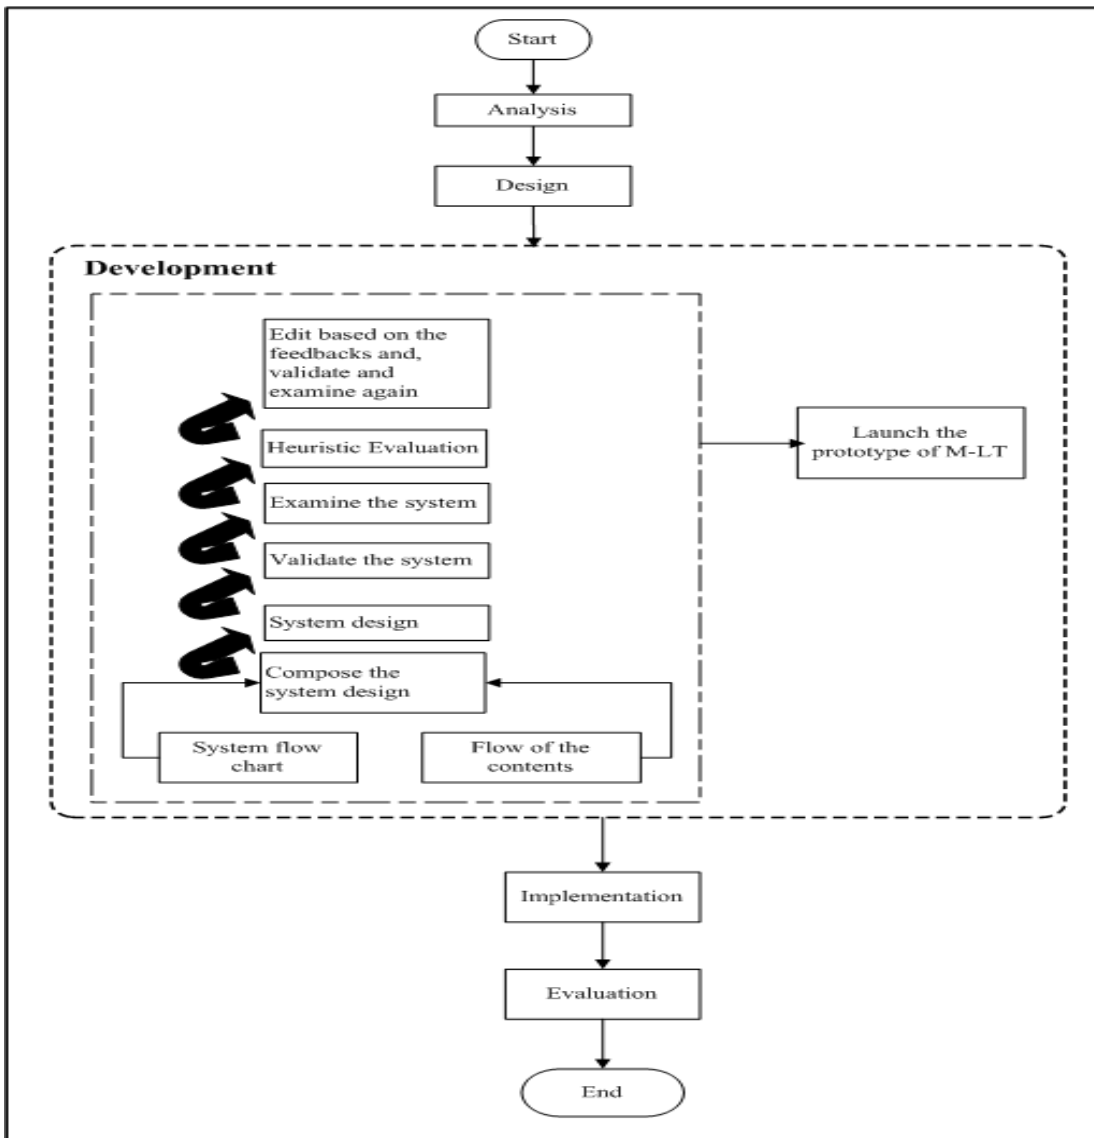 Start
Analysis
Design
Development
Edit based on the
feedbacks and,
validate and
examine again
Heuristic Evaluation
Examine the system
Validate the system
System design
Compose the
system design
System flow
chart
Flow of the
contents
Launch the
prototype of M-LT
Implementation
Evaluation
End